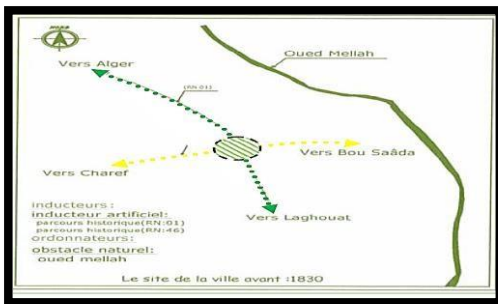 Oued Mellah
Vers Alger
(RN:01)
Vers Bou Saâda
Vers Charef
Vers Laghouat
inducteurs:
inducteur artificiel:
parcours historique(RN:01)
parcours historique(RN:46)
ordonnateurs:
obstacle naturel:
oued mellah
Le site de la ville avant :1830